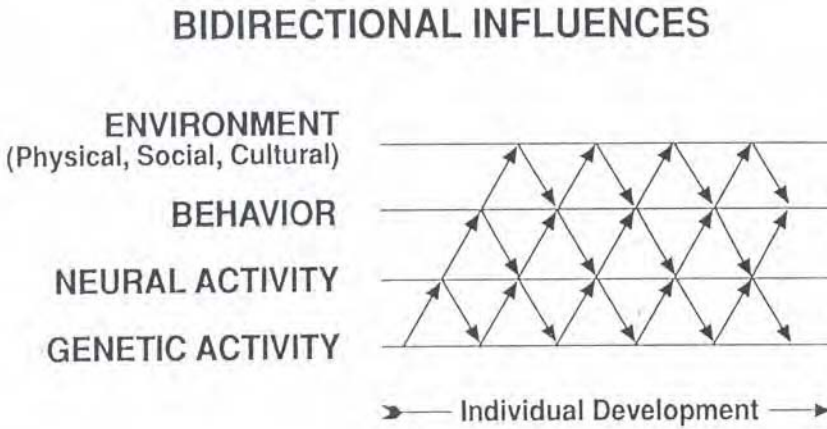 BIDIRECTIONAL INFLUENCES
ENVIRONMENT
(Physical, Social, Cultural)
BEHAVIOR
NEURAL ACTIVITY
GENETIC ACTIVITY
Individual Development